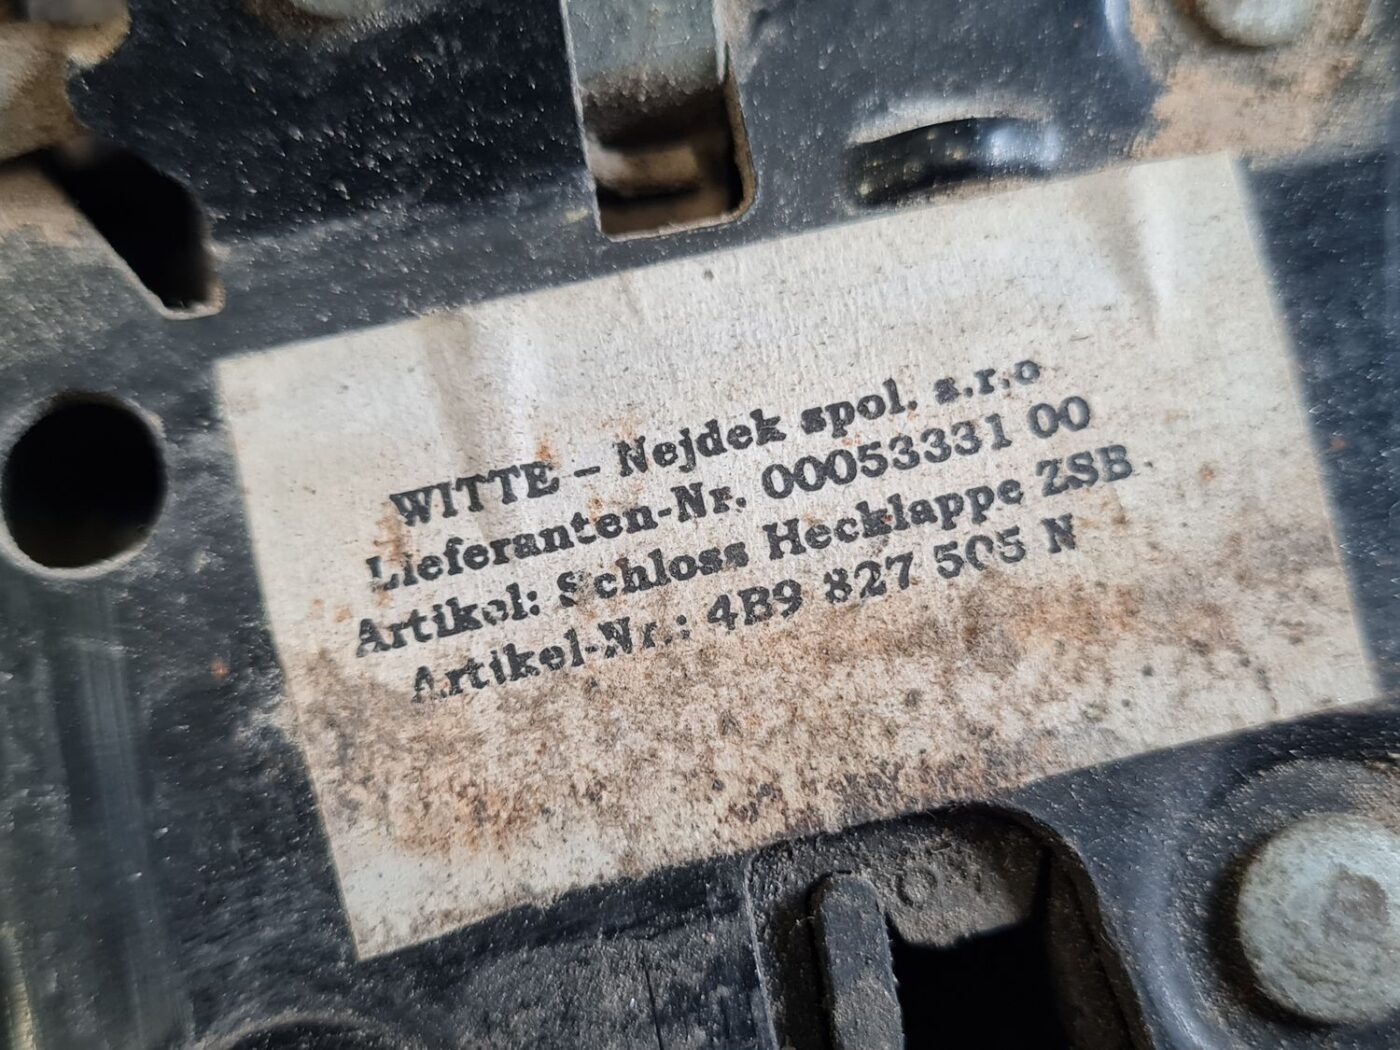 WITTE - Nejdek spol. s.r.o
Lieferanten-Nr. 00053331 00
Artikel: Schloss Heckklappe ZSB
Artikel-Nr.: 4B9 827 505 N